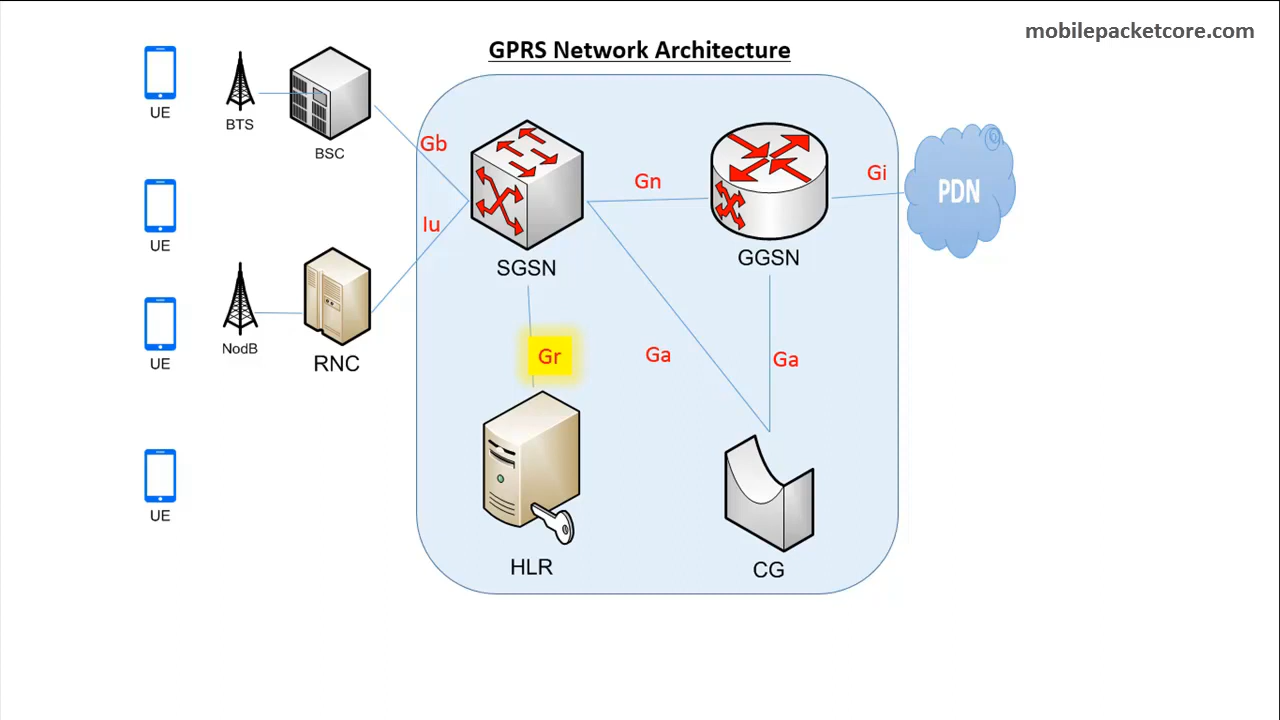 mobilepacketcore.com
GPRS Network Architecture
UE
BTS
BSC
Gb
UE
Iu
SGSN
Gn
GGSN
Gi
PDN
UE
NodB
RNC
Gr
Ga
Ga
UE
HLR
CG